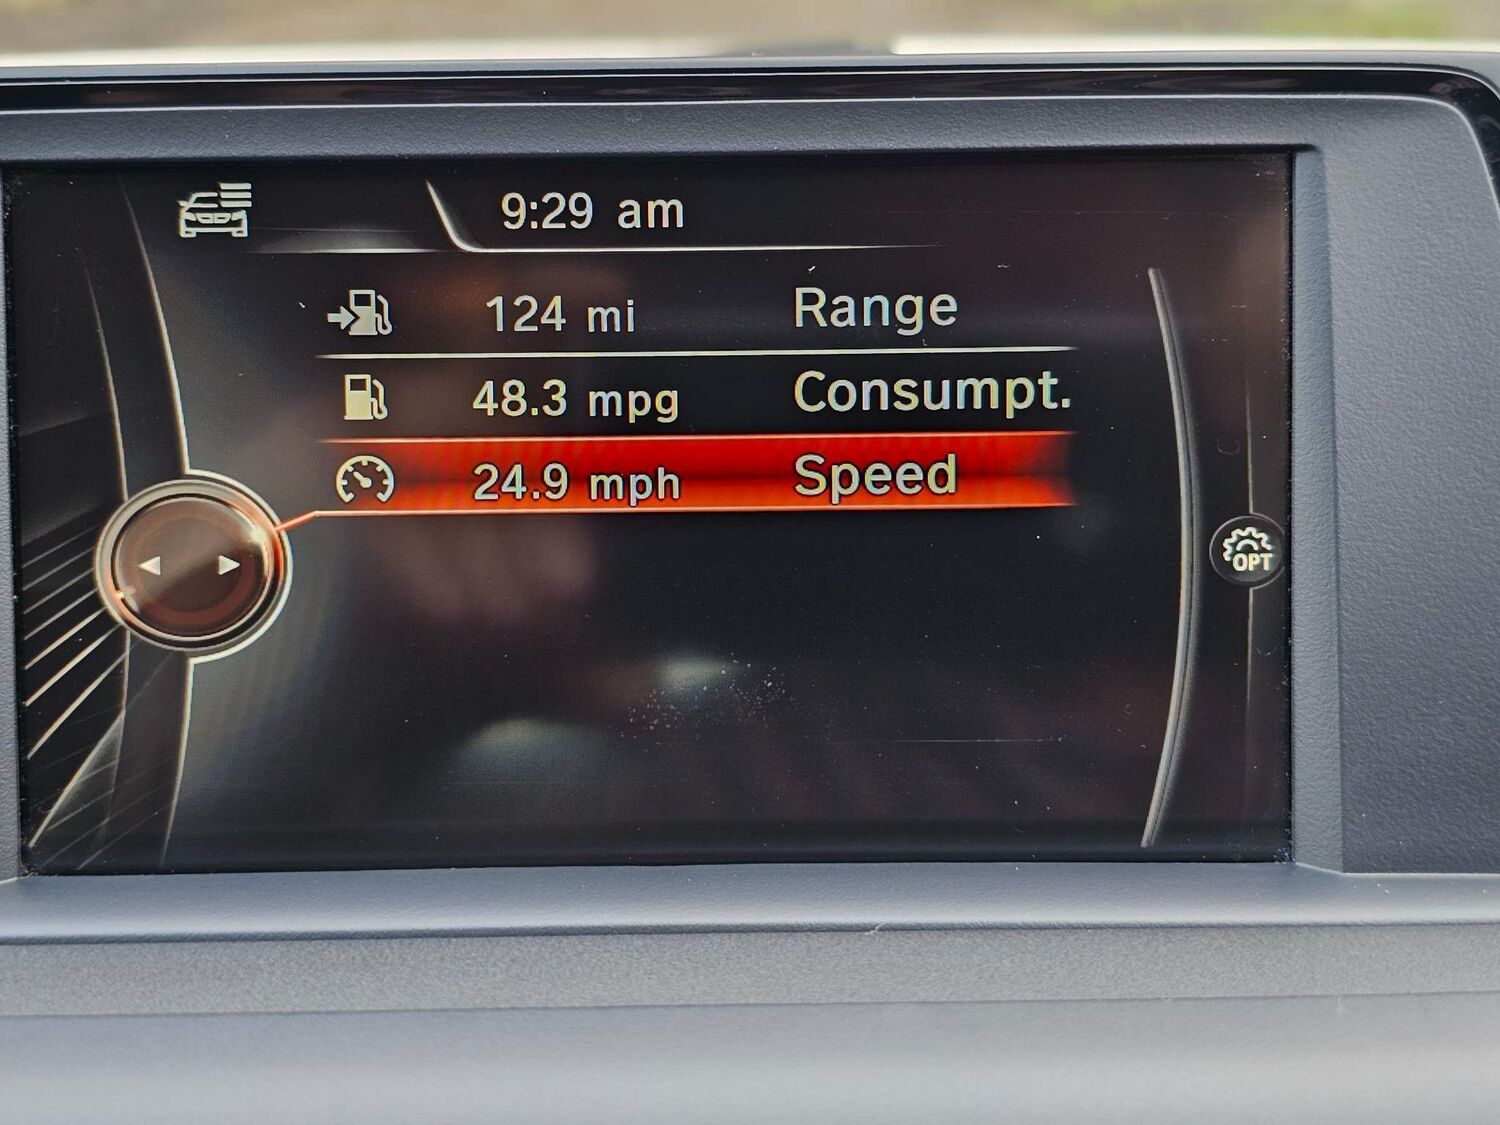 9:29 am
124 mi Range
48.3 mpg Consumpt.
24.9 mph Speed
OPT